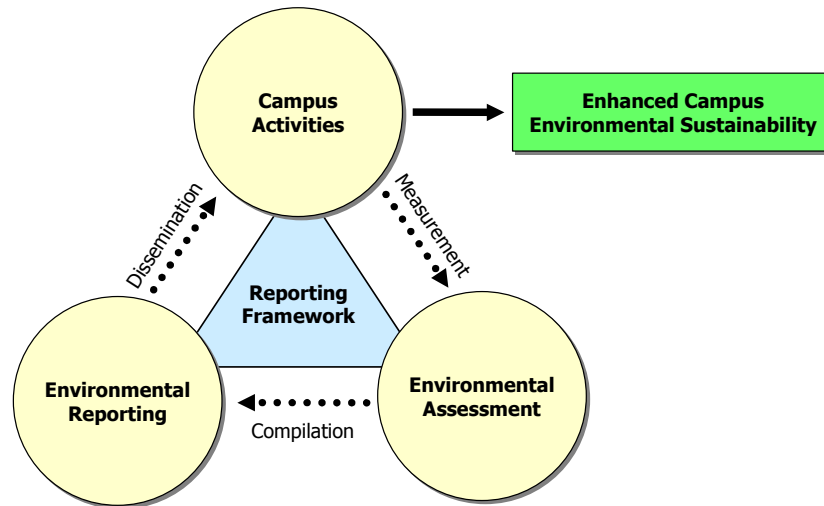 Campus
Activities
Enhanced Campus
Environmental Sustainability
Dissemination
Measurement
Reporting
Framework
Environmental
Reporting
Environmental
Assessment
Compilation